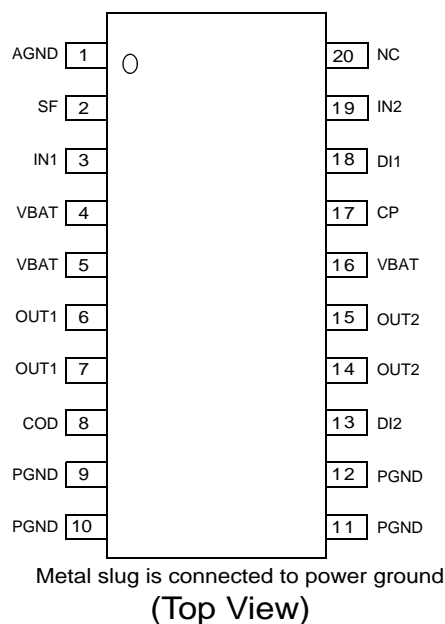 AGND 1 20 NC
SF 2 19 IN2
IN1 3 18 DI1
VBAT 4 17 CP
VBAT 5 16 VBAT
OUT1 6 15 OUT2
OUT1 7 14 OUT2
COD 8 13 DI2
PGND 9 12 PGND
PGND 10 11 PGND
Metal slug is connected to power ground
(Top View)